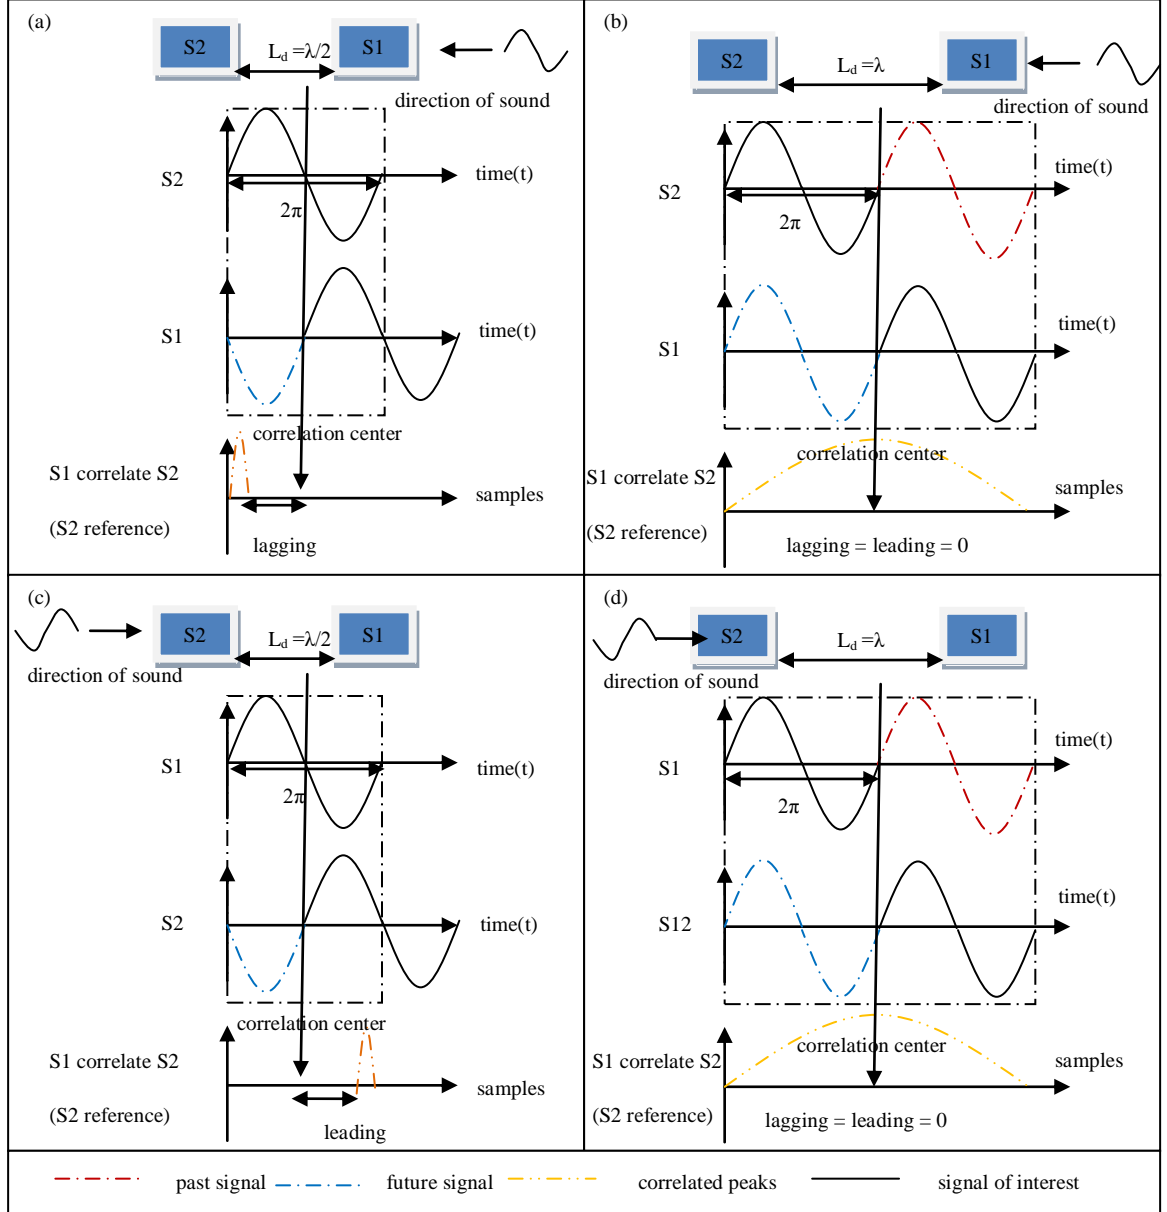 (a)
S2
L_d =λ/2
S1
direction of sound
S2
time(t)
2π
S1
time(t)
correlation center
S1 correlate S2
samples
(S2 reference)
lagging
(b)
S2
L_d =λ
S1
direction of sound
S2
time(t)
2π
S1
time(t)
correlation center
S1 correlate S2
samples
(S2 reference)
lagging = leading = 0
(c)
S2
L_d =λ/2
S1
direction of sound
S1
time(t)
2π
S2
time(t)
correlation center
S1 correlate S2
samples
(S2 reference)
leading
(d)
S2
L_d =λ
S1
direction of sound
S1
time(t)
2π
S12
time(t)
correlation center
S1 correlate S2
samples
(S2 reference)
lagging = leading = 0
past signal future signal correlated peaks signal of interest